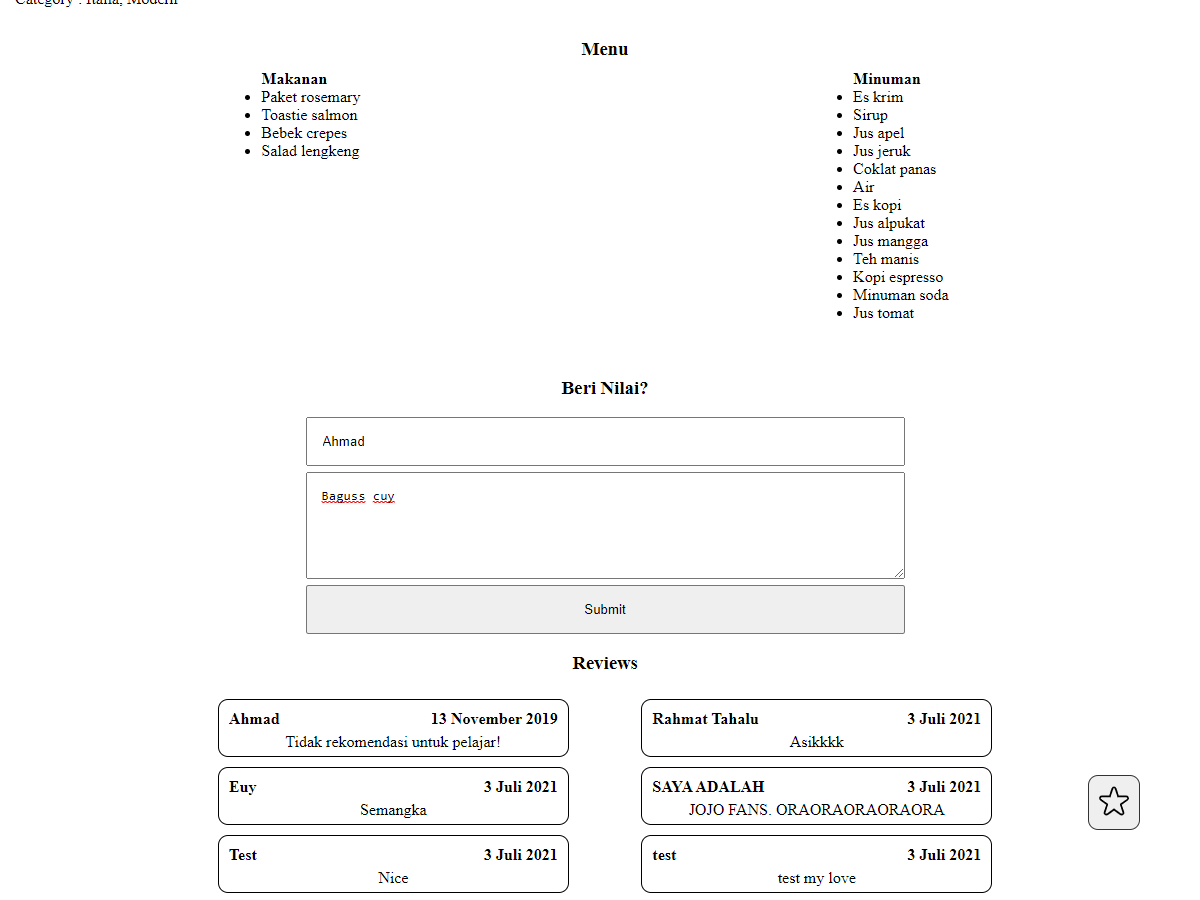 Category : Italia, Modern
Menu
Makanan
Paket rosemary
Toastie salmon
Bebek crepes
Salad lengkeng
Minuman
Es krim
Sirup
Jus apel
Jus jeruk
Coklat panas
Air
Es kopi
Jus alpukat
Jus mangga
Teh manis
Kopi espresso
Minuman soda
Jus tomat
Beri Nilai?
Ahmad
Baguss cuy
Submit
Reviews
Ahmad 13 November 2019
Tidak rekomendasi untuk pelajar!
Rahmat Tahalu 3 Juli 2021
Asikkkk
Euy 3 Juli 2021
Semangka
SAYA ADALAH 3 Juli 2021
JOJO FANS. ORAORAORAORAORA
Test 3 Juli 2021
Nice
test 3 Juli 2021
test my love